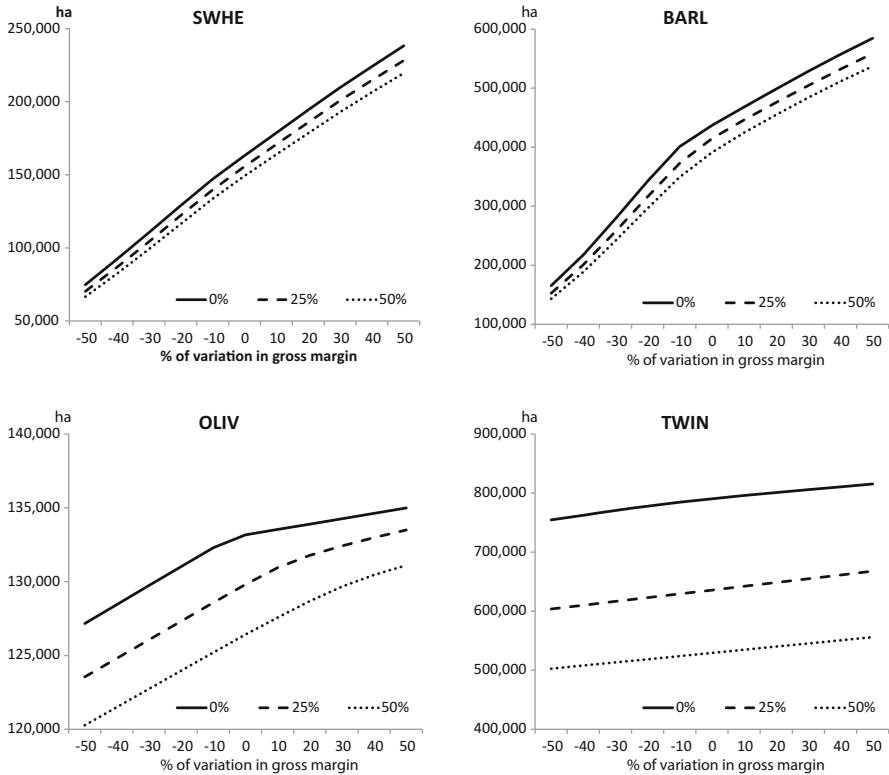 ha
SWHE
250,000
200,000
150,000
100,000
50,000
0% 25% 50%
-50 -40 -30 -20 -10 0 10 20 30 40 50
% of variation in gross margin
ha
BARL
600,000
500,000
400,000
300,000
200,000
100,000
0% 25% 50%
-50 -40 -30 -20 -10 0 10 20 30 40 50
% of variation in gross margin
ha
OLIV
140,000
135,000
130,000
125,000
120,000
0% 25% 50%
-50 -40 -30 -20 -10 0 10 20 30 40 50
% of variation in gross margin
ha
TWIN
900,000
800,000
700,000
600,000
500,000
400,000
0% 25% 50%
-50 -40 -30 -20 -10 0 10 20 30 40 50
% of variation in gross margin